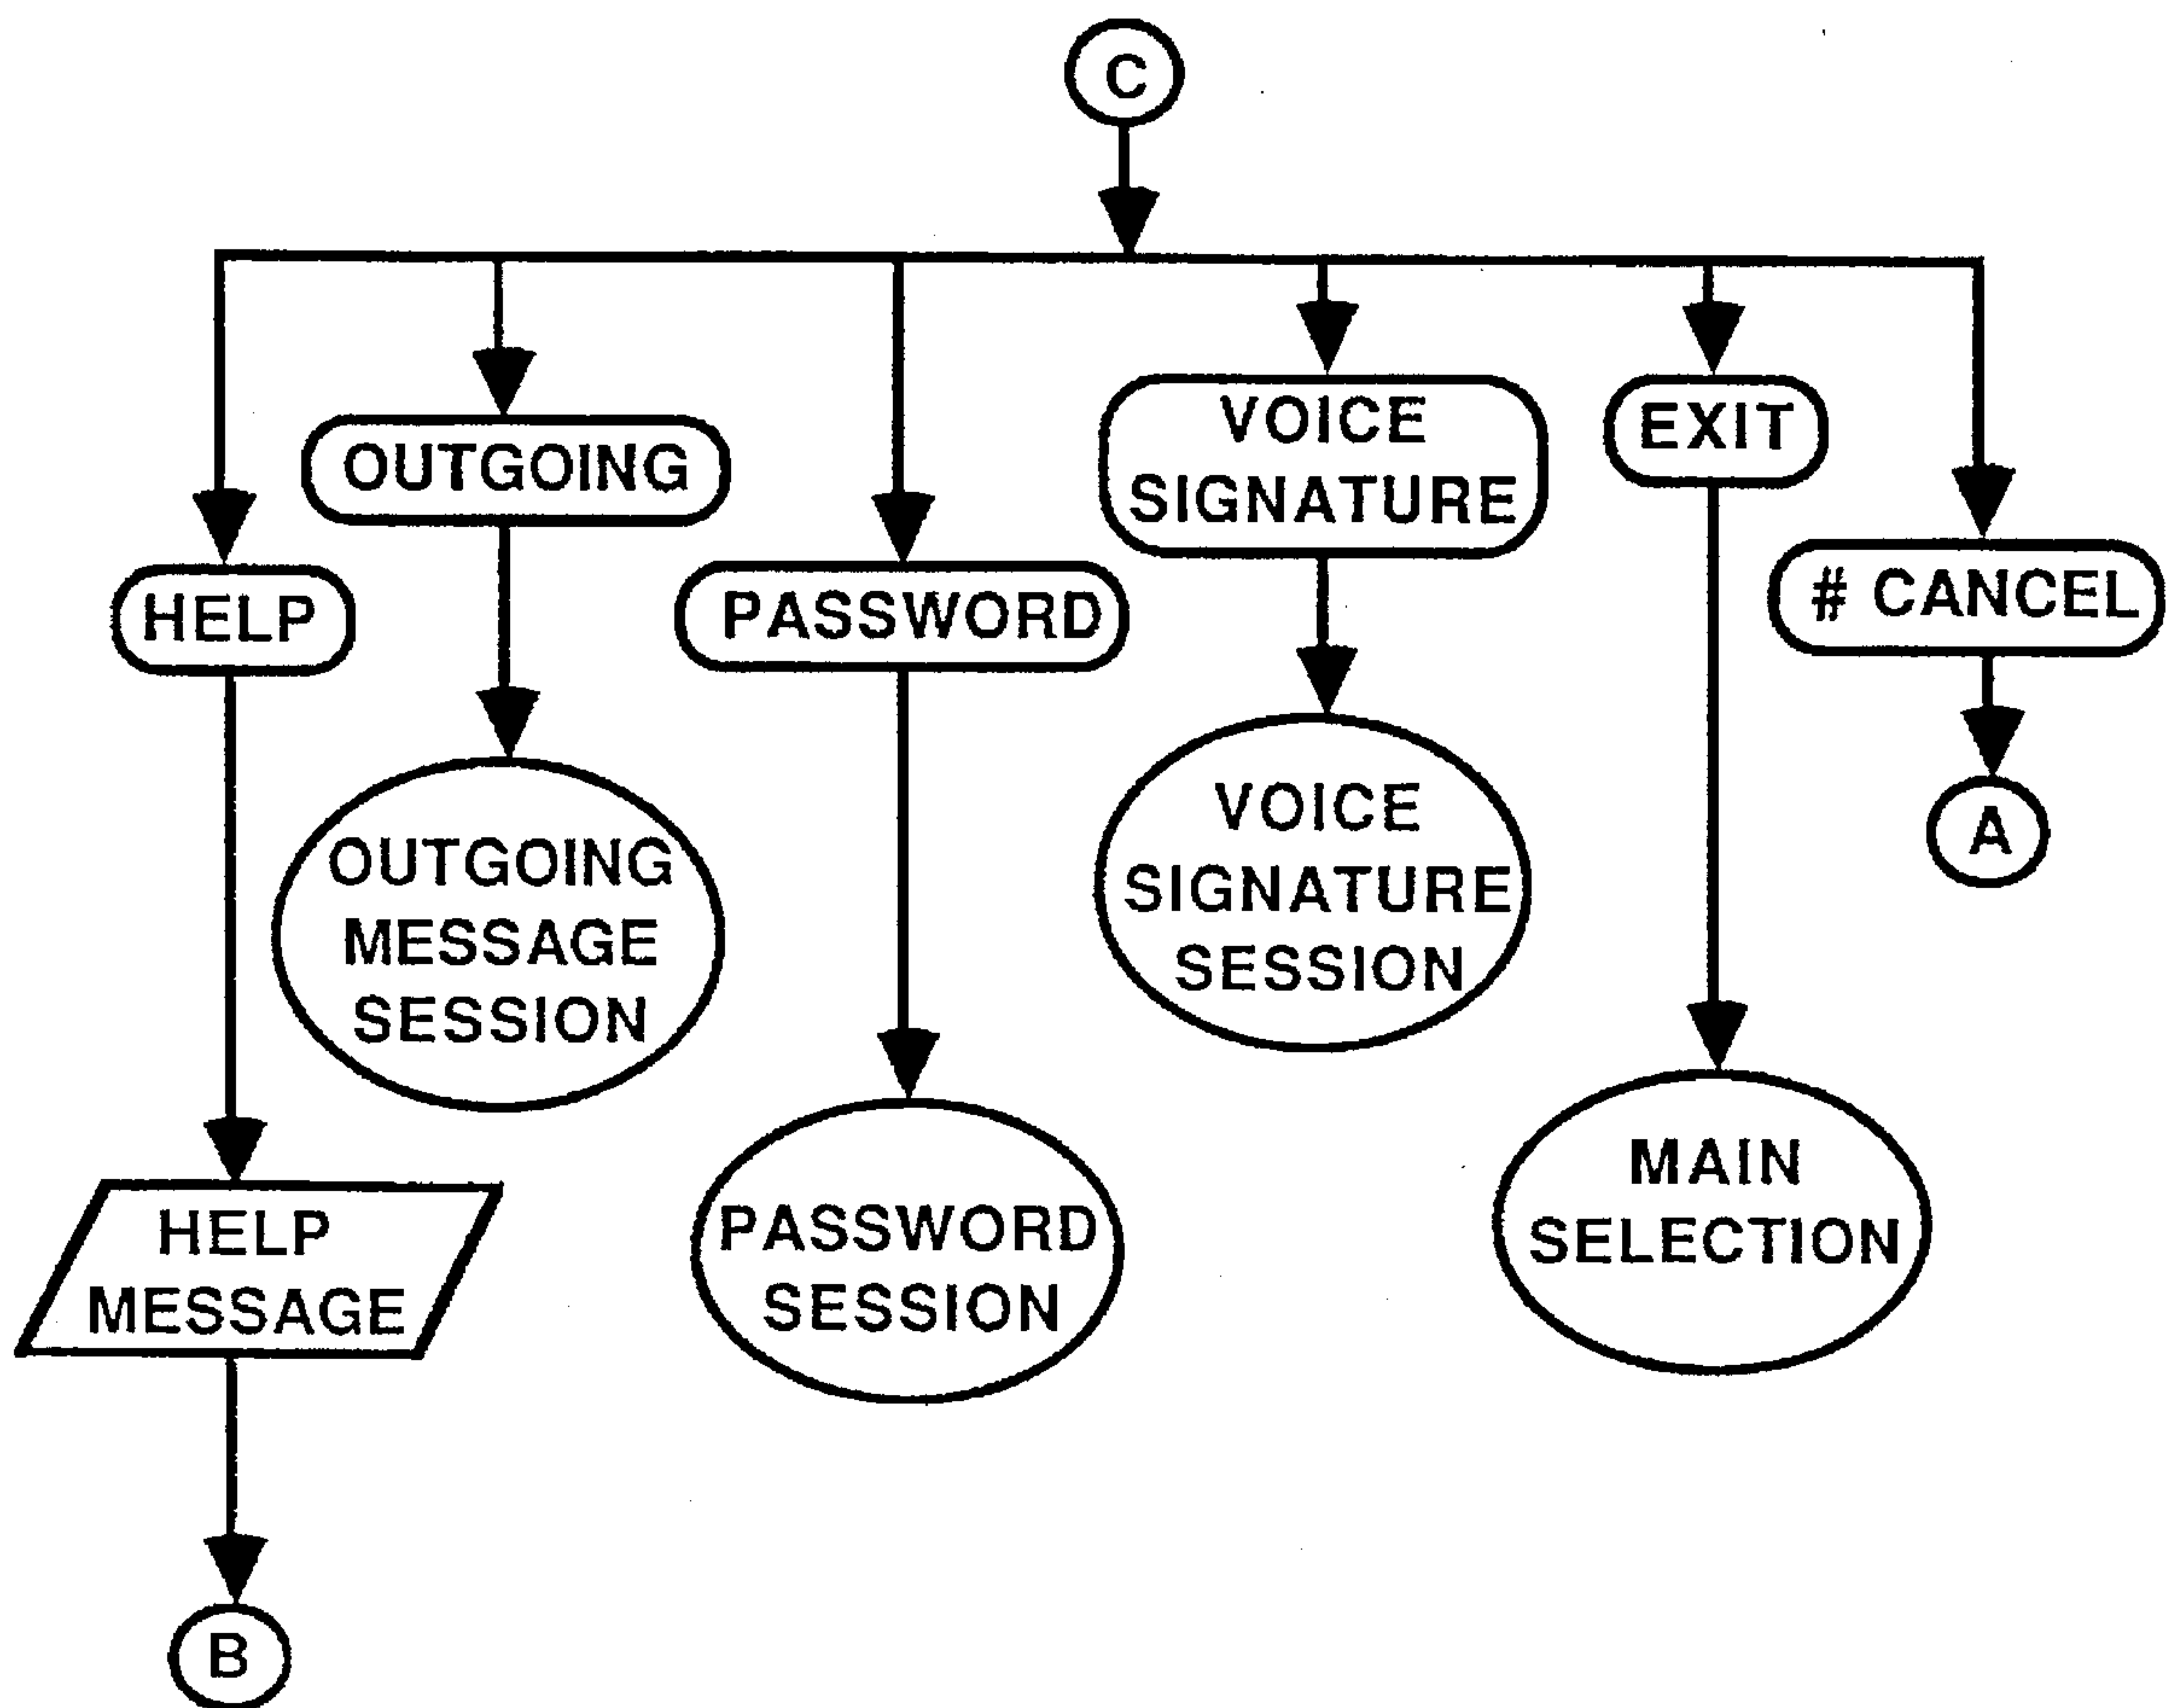 C
OUTGOING
VOICE
SIGNATURE
EXIT
HELP
PASSWORD
# CANCEL
OUTGOING
MESSAGE
SESSION
VOICE
SIGNATURE
SESSION
A
HELP
MESSAGE
PASSWORD
SESSION
MAIN
SELECTION
B